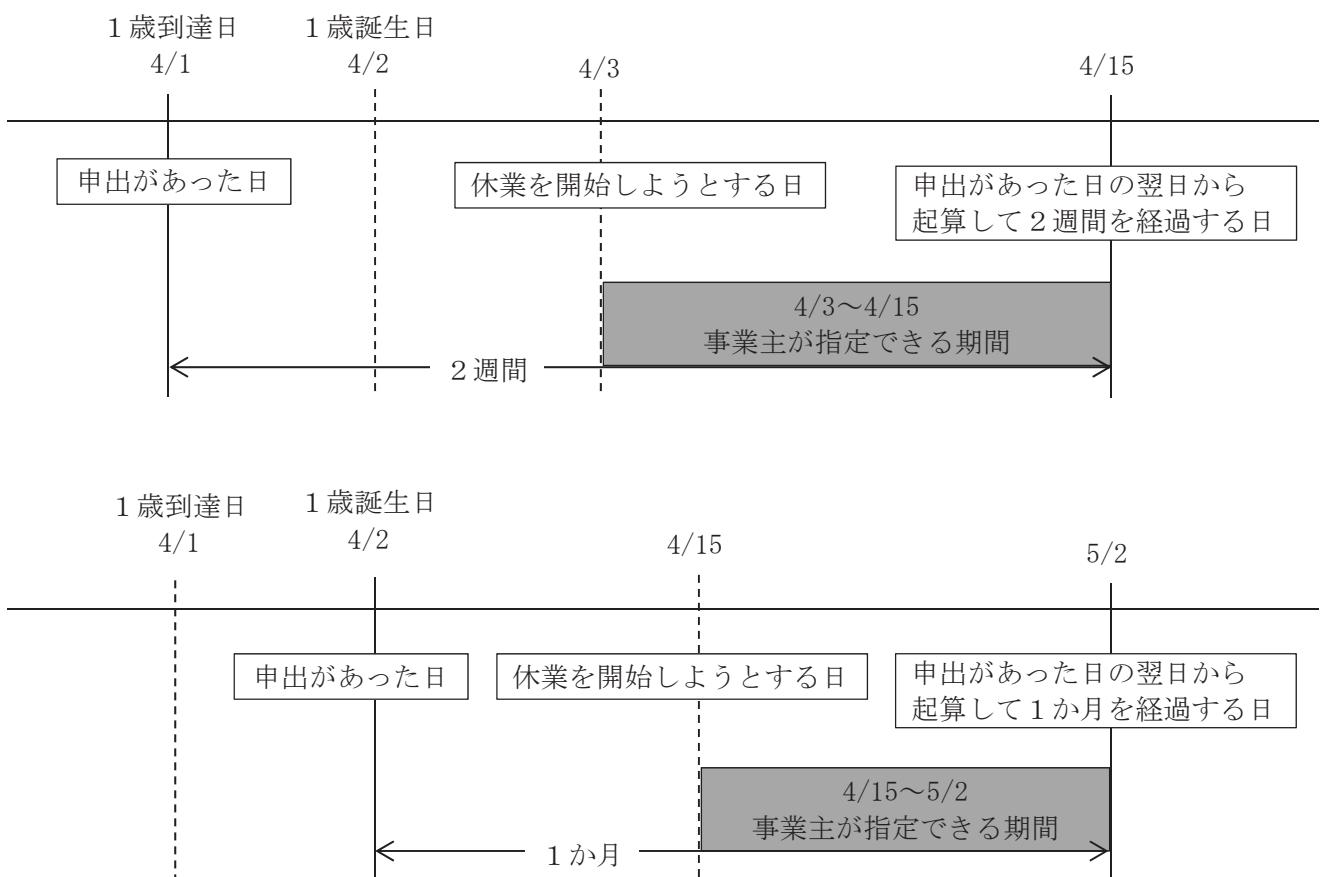 １歳到達日 １歳誕生日
4/1 4/2 4/3 4/15
申出があった日 休業を開始しようとする日 申出があった日の翌日から
起算して２週間を経過する日
4/3～4/15
事業主が指定できる期間
２週間
１歳到達日 １歳誕生日
4/1 4/2 4/15 5/2
申出があった日 休業を開始しようとする日 申出があった日の翌日から
起算して１か月を経過する日
4/15～5/2
事業主が指定できる期間
１か月